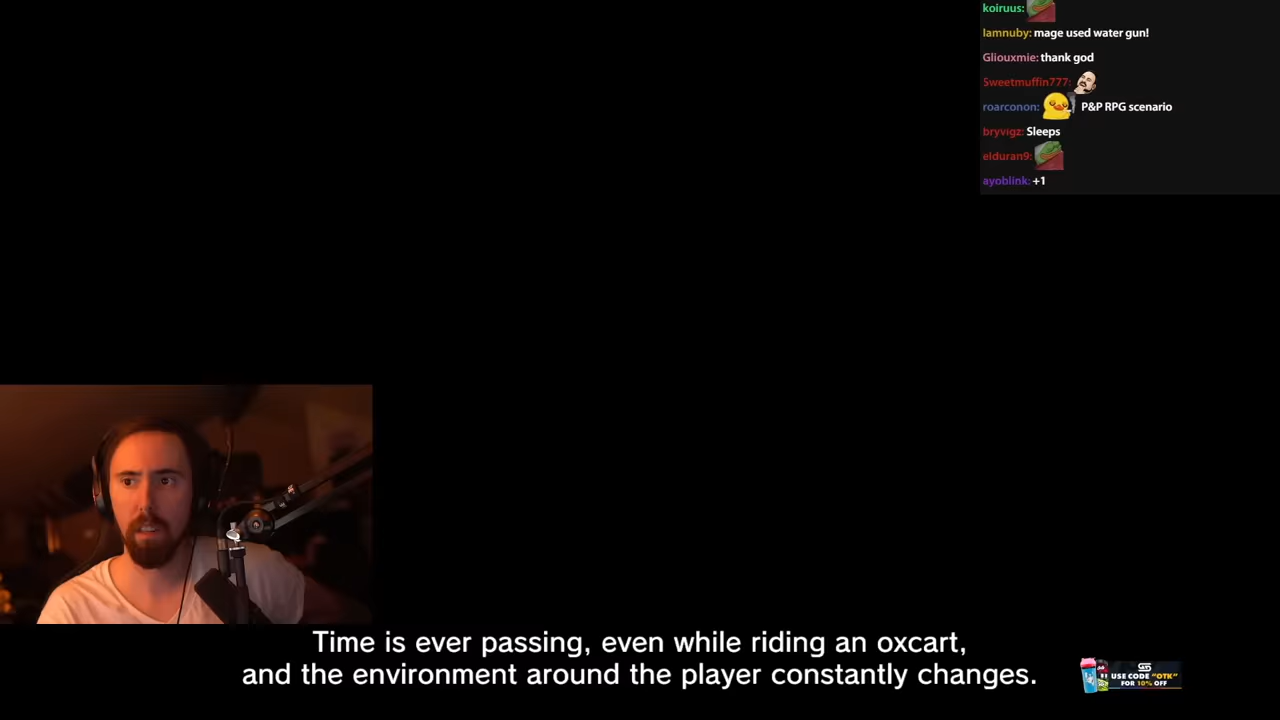 koiruus:
Iamnuby: mage used water gun!
Gliouxmie: thank god
Sweetmuffin777:
roarconon: P&P RPG scenario
bryvigz: Sleeps
elduran9:
ayoblink: +1
Time is ever passing, even while riding an oxcart,
and the environment around the player constantly changes.
USE CODE "OTK"
FOR 10% OFF